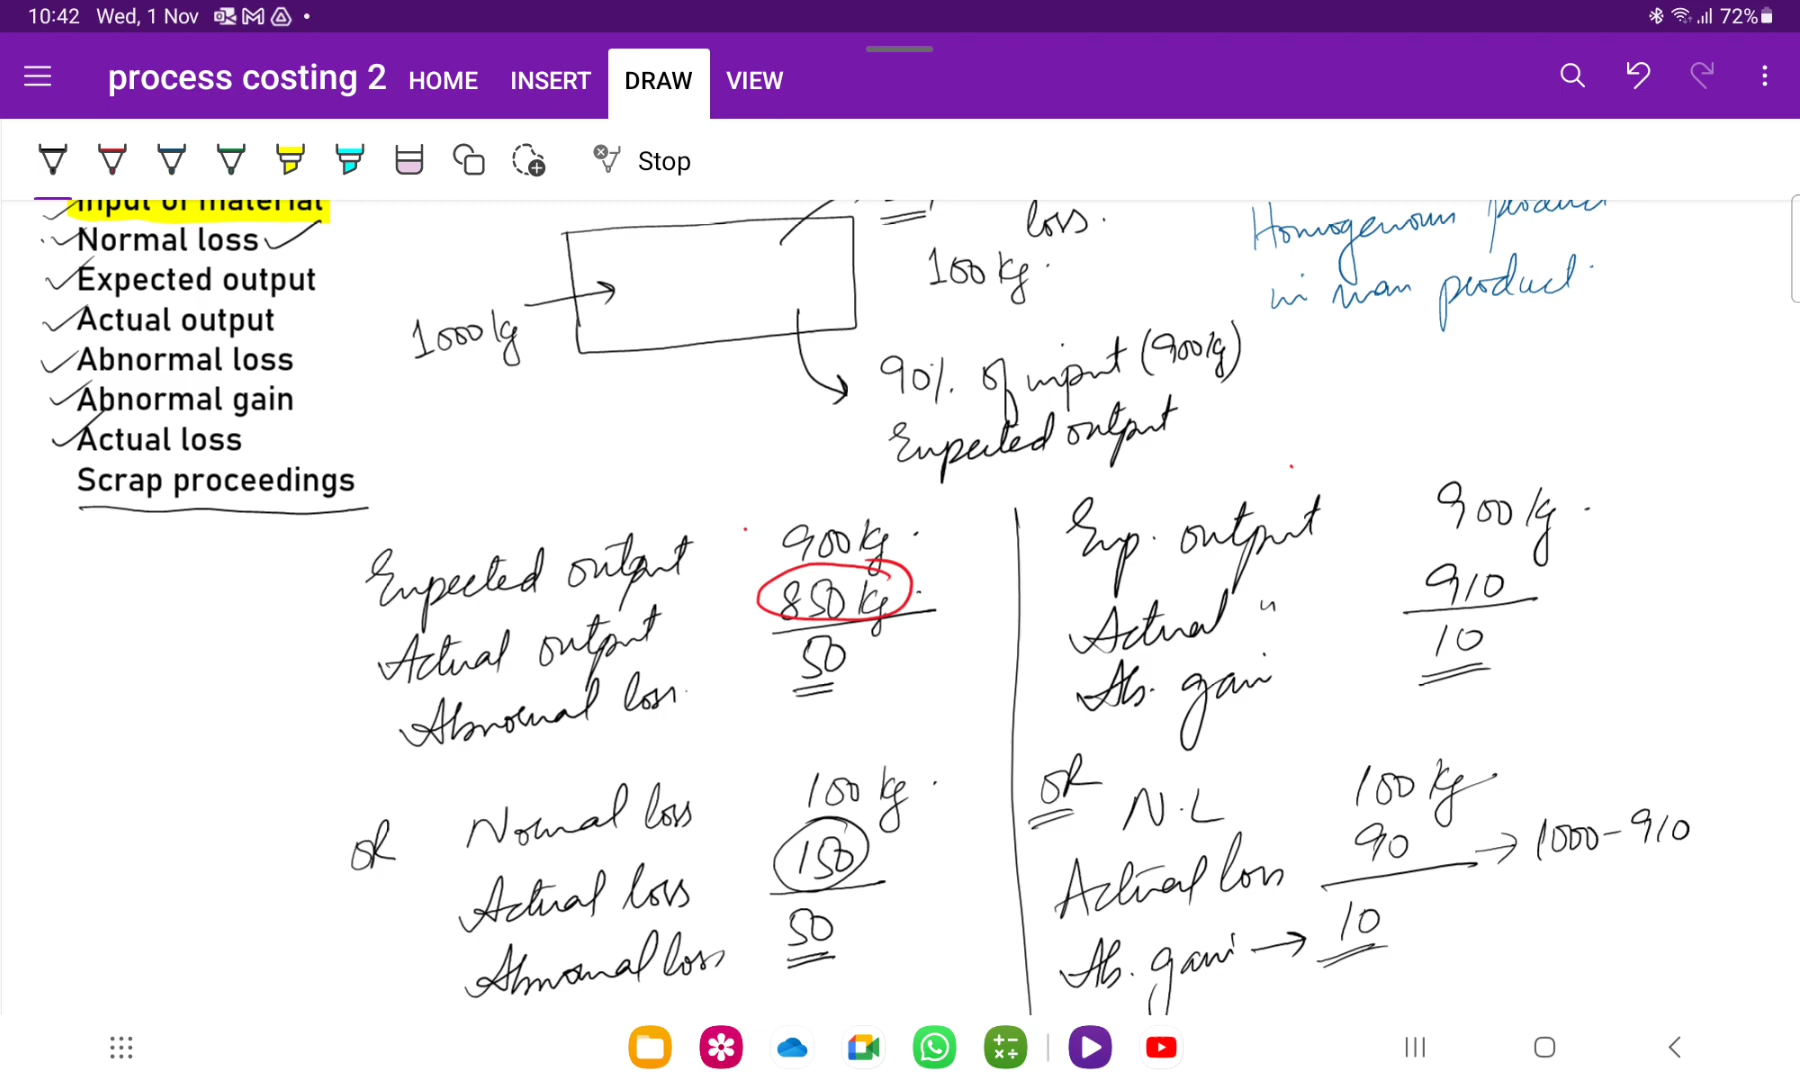 10:42 Wed, 1 Nov
72%
process costing 2 HOME INSERT DRAW VIEW
Stop
Input of material
Normal loss
Expected output
Actual output
Abnormal loss
Abnormal gain
Actual loss
Scrap proceedings
1000 kg
loss.
100 kg.
Homogenous product
in main product.
90% of input (900 kg)
Expected output
Expected output 900 kg.
Actual output 850 kg.
Abnormal loss. 50
OR Normal loss 100 kg.
Actual loss 150
Abnormal loss 50
Exp. output 900 kg.
Actual " 910
Ab. gain 10
OR N.L 100 kg
Actual loss 90 → 1000-910
Ab. gain → 10